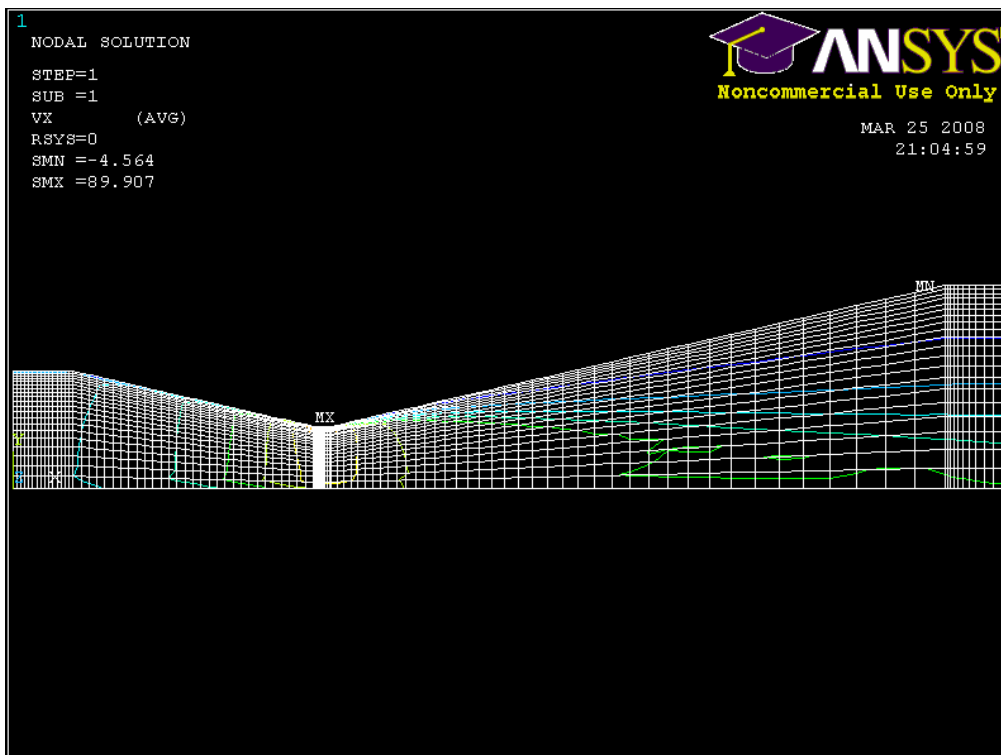 1
NODAL SOLUTION
STEP=1
SUB =1
VX (AVG)
RSYS=0
SMN =-4.564
SMX =89.907
ANSYS
Noncommercial Use Only
MAR 25 2008
21:04:59
MN
MX
Y
X